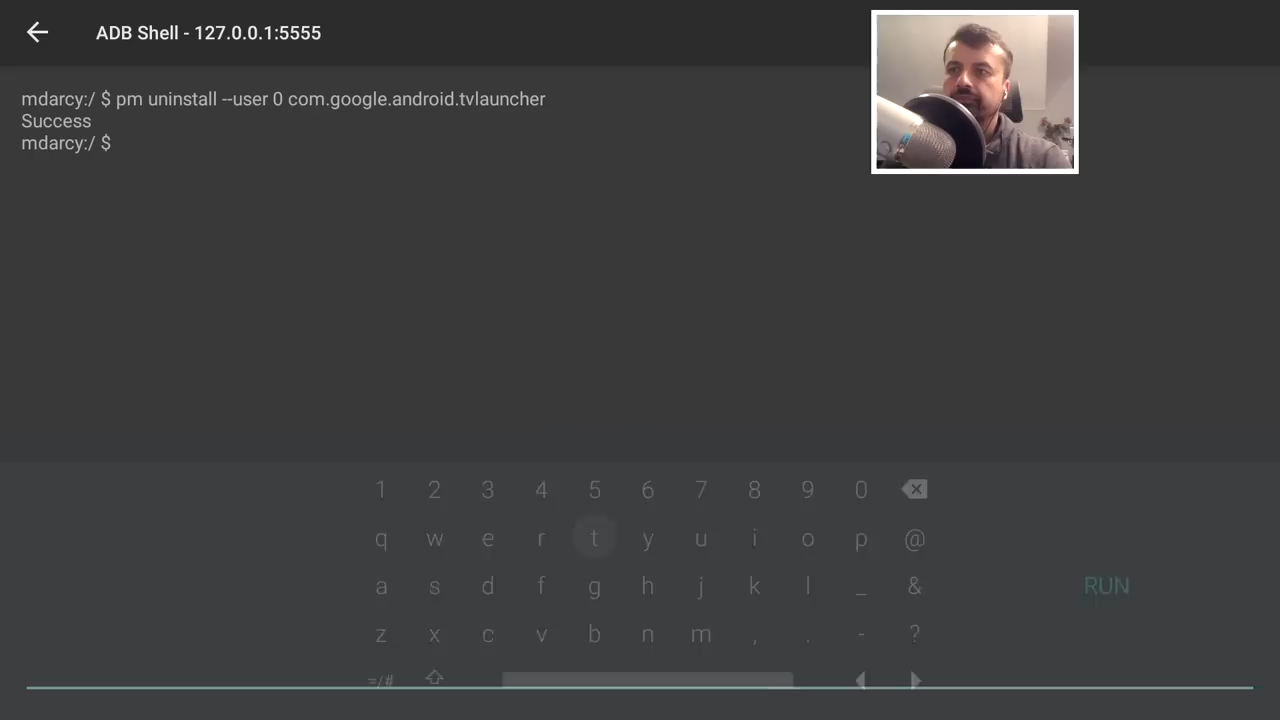 ADB Shell - 127.0.0.1:5555
mdarcy:/ $ pm uninstall --user 0 com.google.android.tvlauncher
Success
mdarcy:/ $
1 2 3 4 5 6 7 8 9 0
q w e r t y u i o p @
a s d f g h j k l _ &
RUN
z x c v b n m , . - ?
=/#